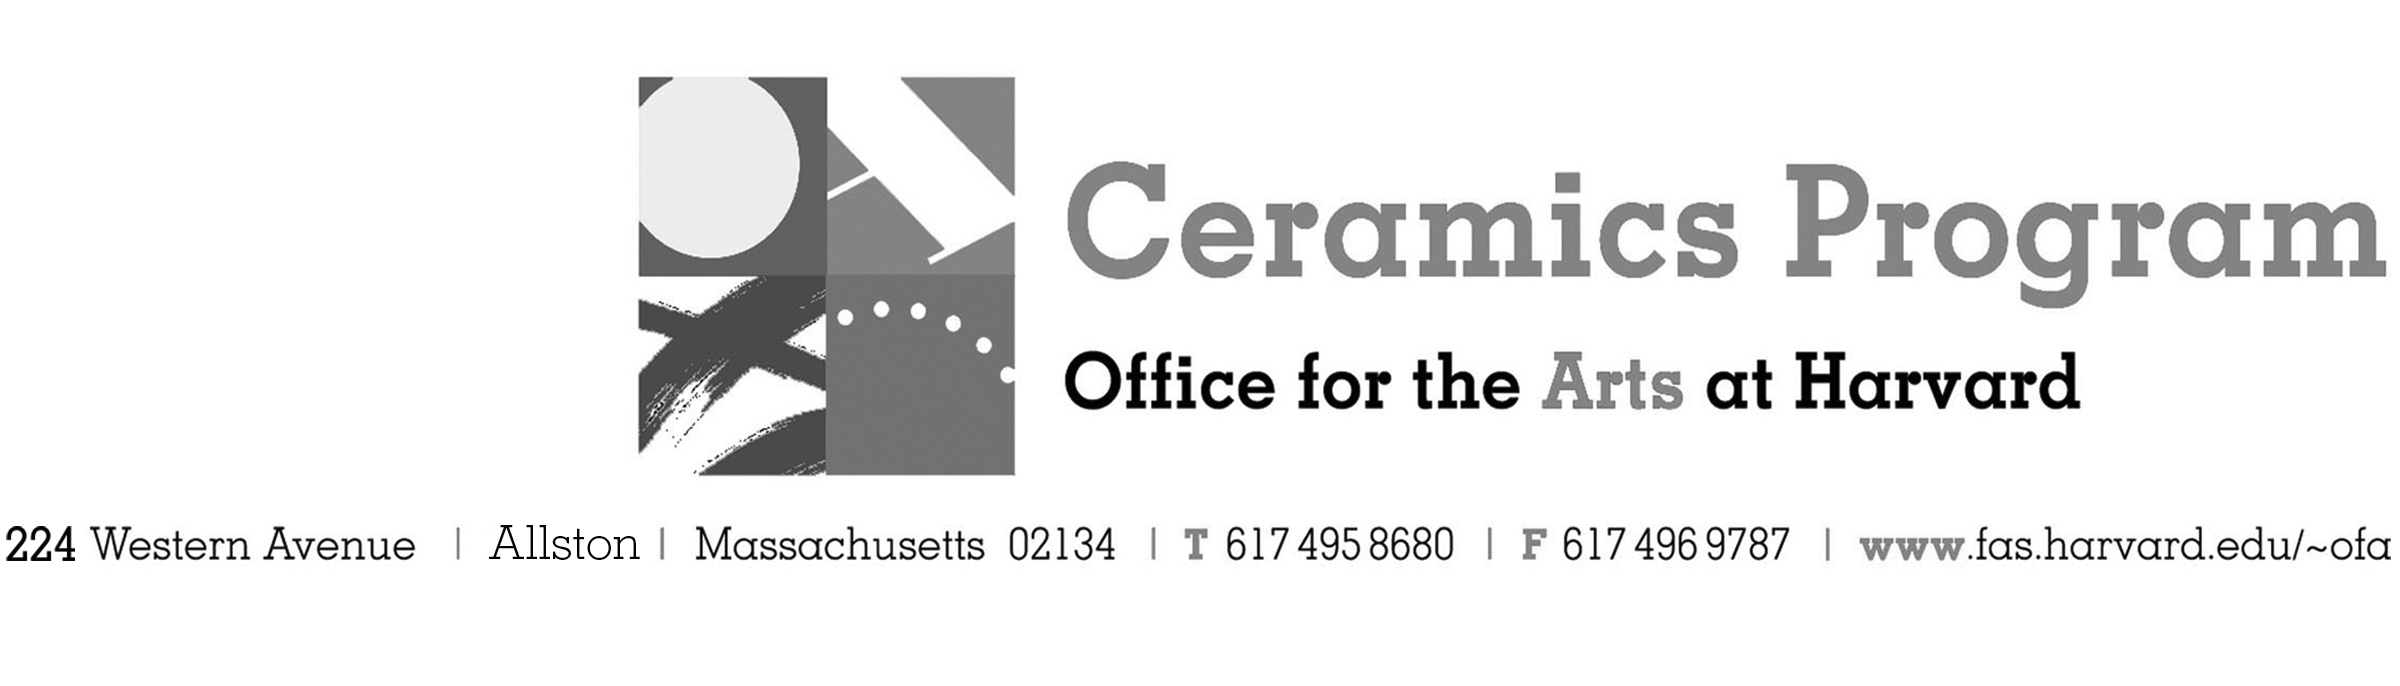 Ceramics Program
Office for the Arts at Harvard
224 Western Avenue | Allston | Massachusetts 02134 | T 617 495 8680 | F 617 496 9787 | www.fas.harvard.edu/~ofa